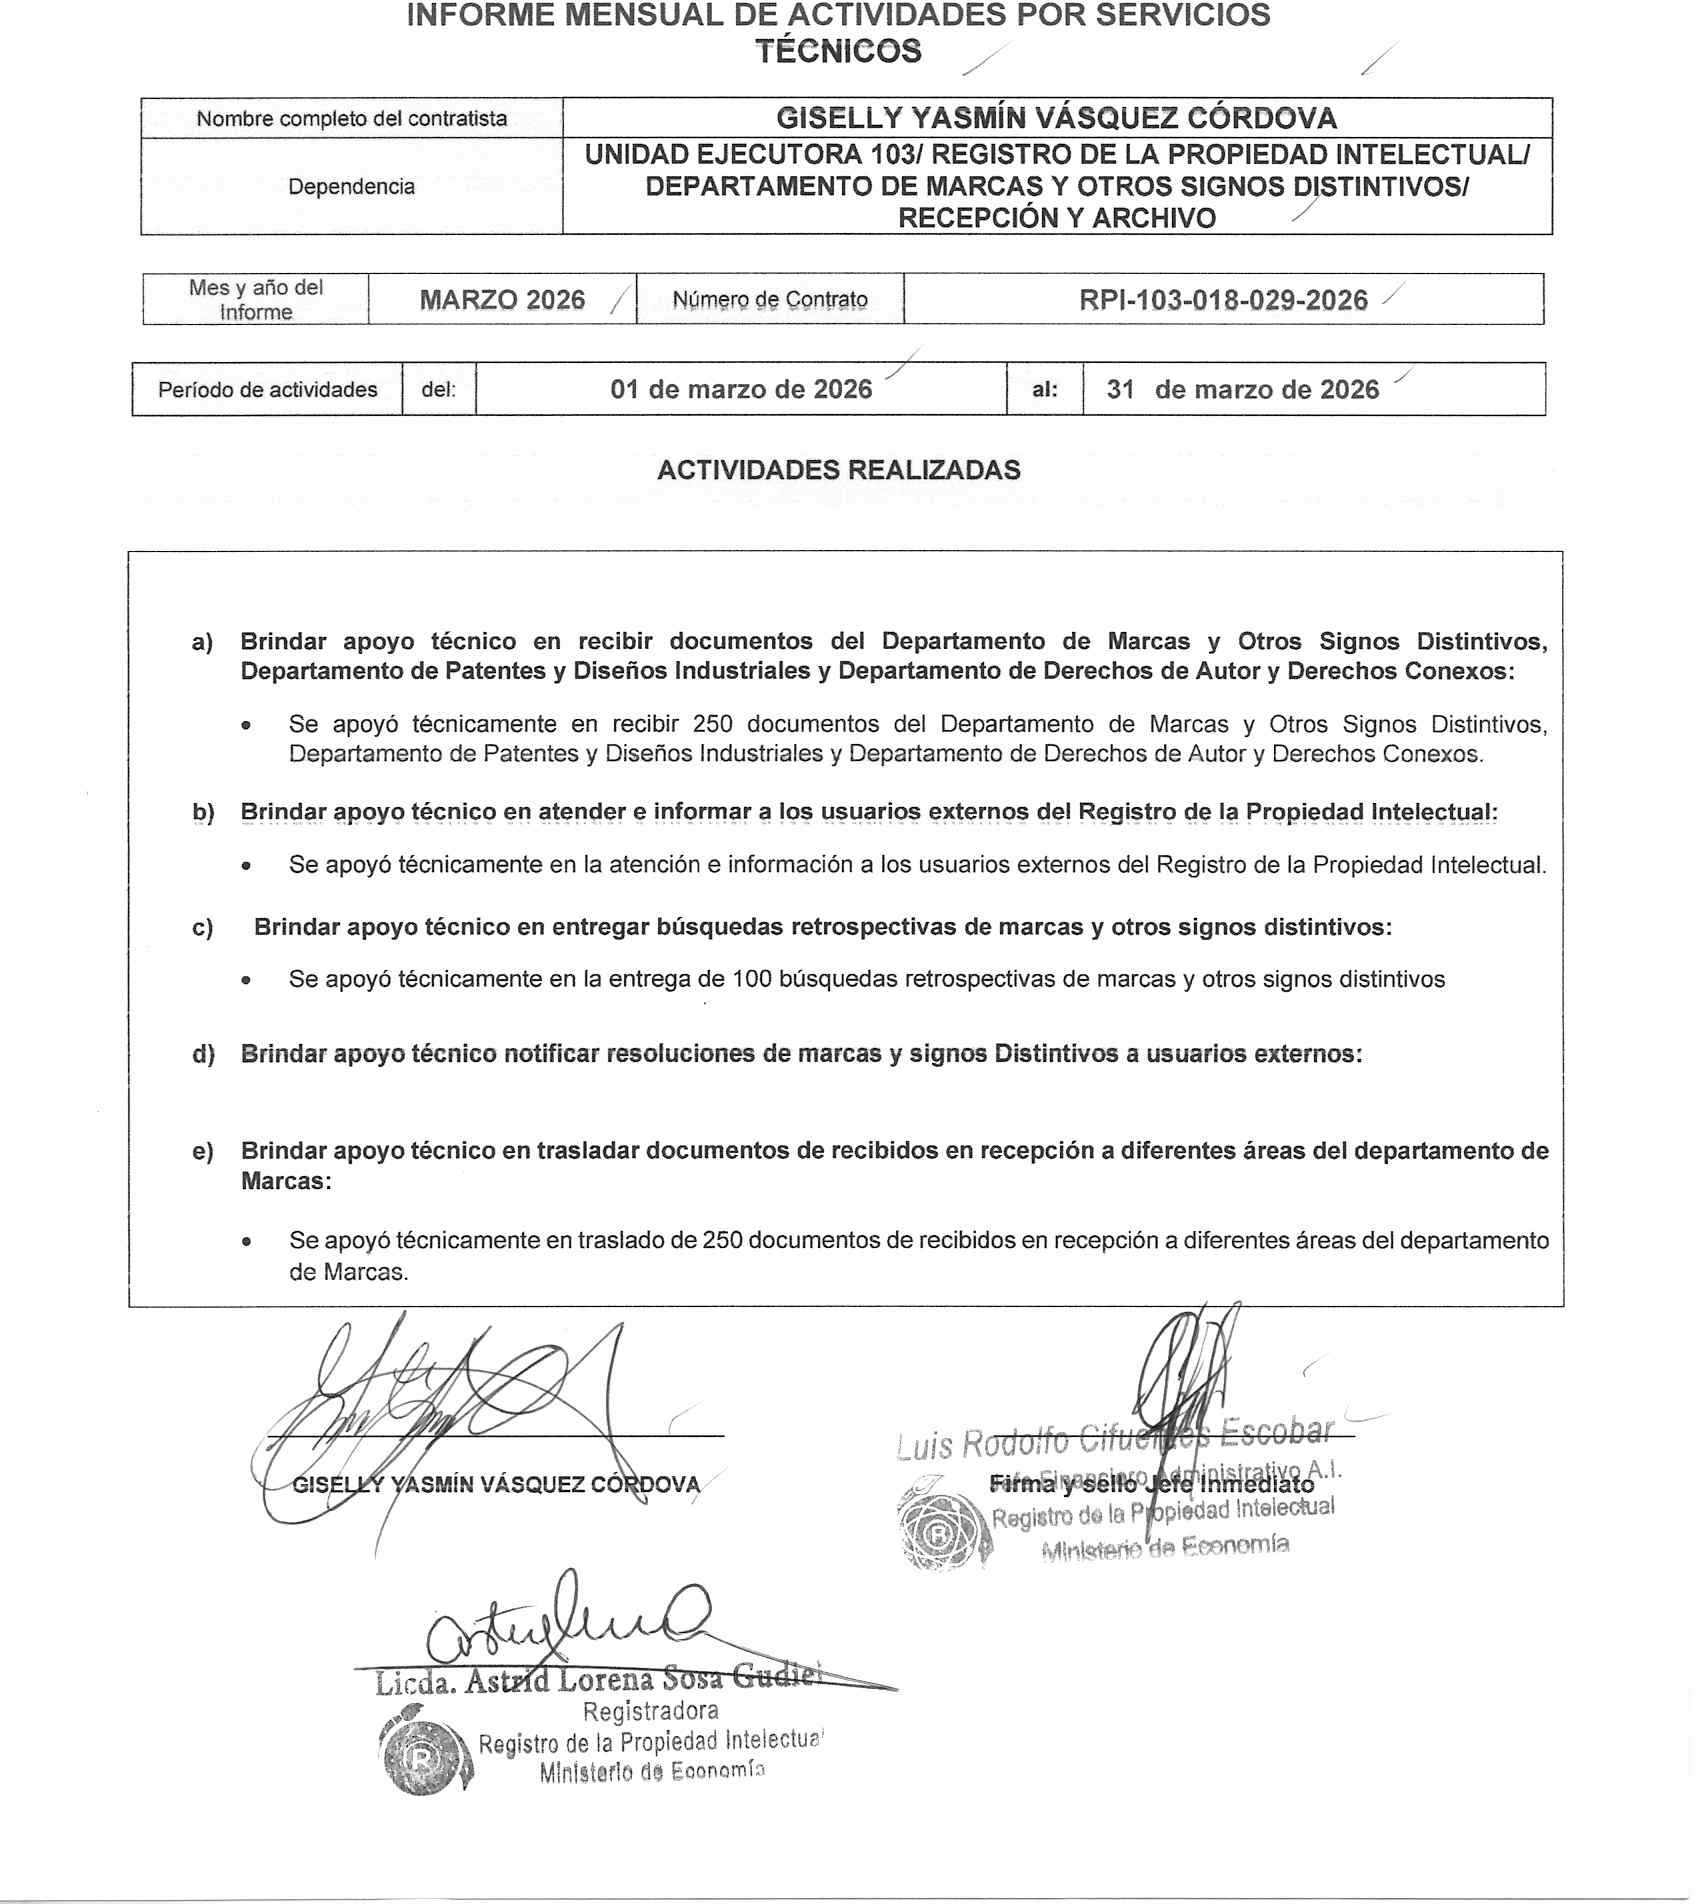 INFORME MENSUAL DE ACTIVIDADES POR SERVICIOS
TÉCNICOS
Nombre completo del contratista
GISELLY YASMÍN VÁSQUEZ CÓRDOVA
Dependencia
UNIDAD EJECUTORA 103/ REGISTRO DE LA PROPIEDAD INTELECTUAL/
DEPARTAMENTO DE MARCAS Y OTROS SIGNOS DISTINTIVOS/
RECEPCIÓN Y ARCHIVO
Mes y año del
Informe
MARZO 2026
Número de Contrato
RPI-103-018-029-2026
Período de actividades
del:
01 de marzo de 2026
al:
31 de marzo de 2026
ACTIVIDADES REALIZADAS
a) Brindar apoyo técnico en recibir documentos del Departamento de Marcas y Otros Signos Distintivos,
Departamento de Patentes y Diseños Industriales y Departamento de Derechos de Autor y Derechos Conexos:
• Se apoyó técnicamente en recibir 250 documentos del Departamento de Marcas y Otros Signos Distintivos,
Departamento de Patentes y Diseños Industriales y Departamento de Derechos de Autor y Derechos Conexos.
b) Brindar apoyo técnico en atender e informar a los usuarios externos del Registro de la Propiedad Intelectual:
• Se apoyó técnicamente en la atención e información a los usuarios externos del Registro de la Propiedad Intelectual.
c) Brindar apoyo técnico en entregar búsquedas retrospectivas de marcas y otros signos distintivos:
• Se apoyó técnicamente en la entrega de 100 búsquedas retrospectivas de marcas y otros signos distintivos
d) Brindar apoyo técnico notificar resoluciones de marcas y signos Distintivos a usuarios externos:
e) Brindar apoyo técnico en trasladar documentos de recibidos en recepción a diferentes áreas del departamento de
Marcas:
• Se apoyó técnicamente en traslado de 250 documentos de recibidos en recepción a diferentes áreas del departamento
de Marcas.
GISELLY YASMÍN VÁSQUEZ CÓRDOVA
Luis Rodolfo Cifuentes Escobar
Financiero Administrativo A.I.
Firma y sello Jefe Inmediato
Registro de la Propiedad Intelectual
Ministerio de Economía
Licda. Astrid Lorena Sosa Gudiel
Registradora
Registro de la Propiedad Intelectual
Ministerio de Economía
R
R